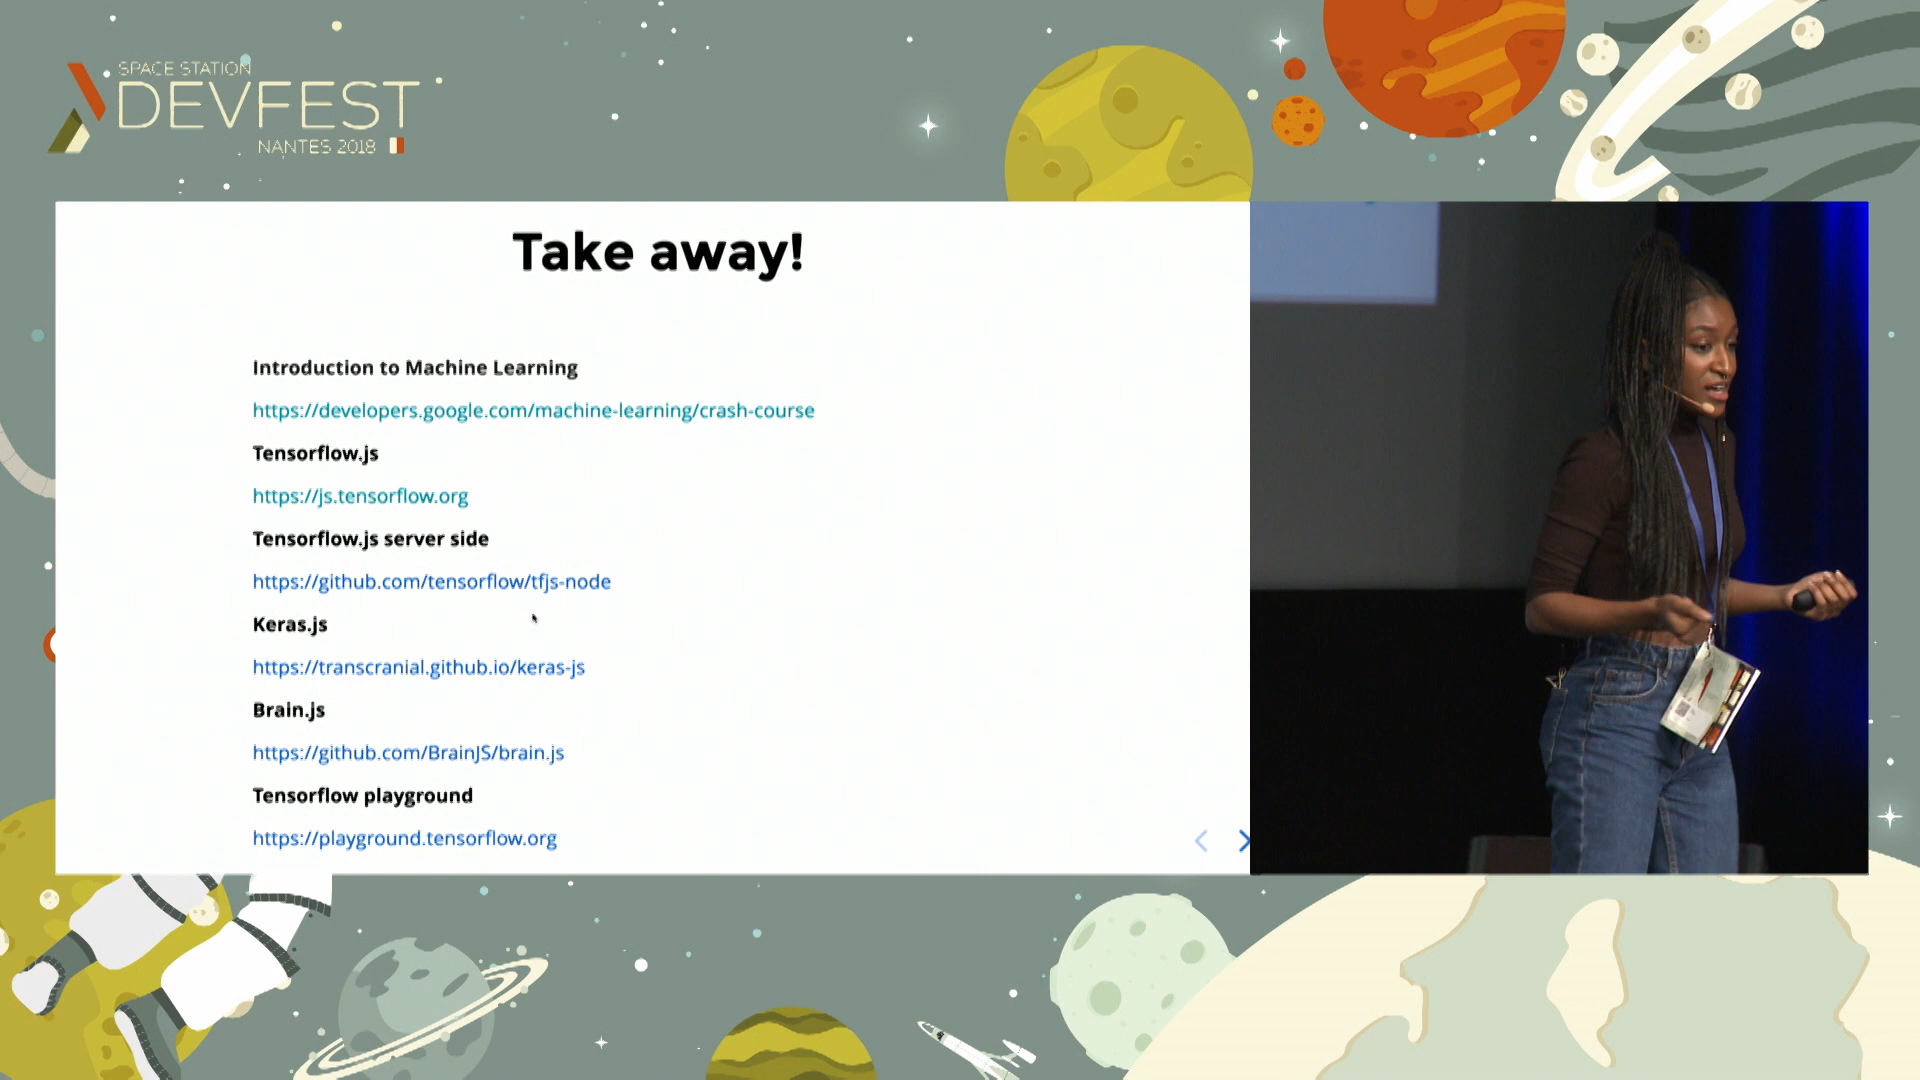 SPACE STATION
DEVFEST
NANTES 2018
Take away!
Introduction to Machine Learning
https://developers.google.com/machine-learning/crash-course
Tensorflow.js
https://js.tensorflow.org
Tensorflow.js server side
https://github.com/tensorflow/tfjs-node
Keras.js
https://transcranial.github.io/keras-js
Brain.js
https://github.com/BrainJS/brain.js
Tensorflow playground
https://playground.tensorflow.org